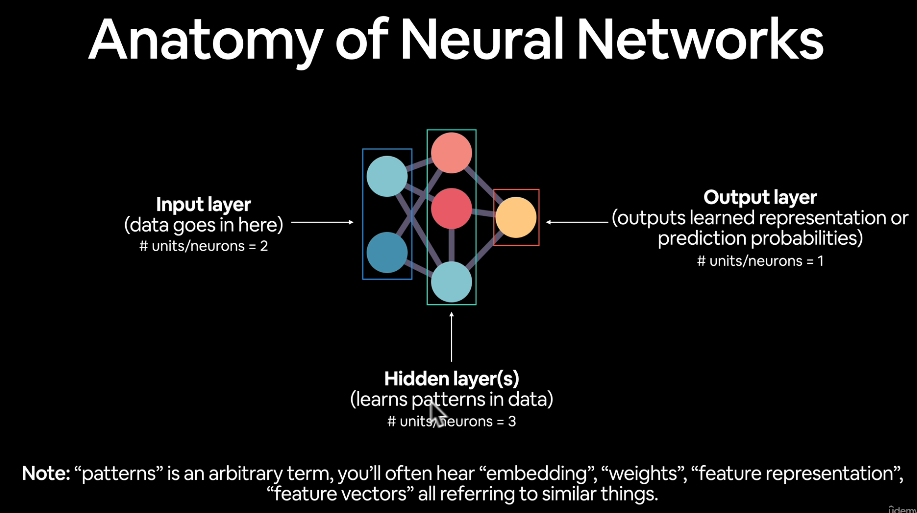 Anatomy of Neural Networks
Input layer
(data goes in here)
# units/neurons = 2
Output layer
(outputs learned representation or
prediction probabilities)
# units/neurons = 1
Hidden layer(s)
(learns patterns in data)
# units/neurons = 3
Note: “patterns” is an arbitrary term, you’ll often hear “embedding”, “weights”, “feature representation”,
“feature vectors” all referring to similar things.
ûdemy